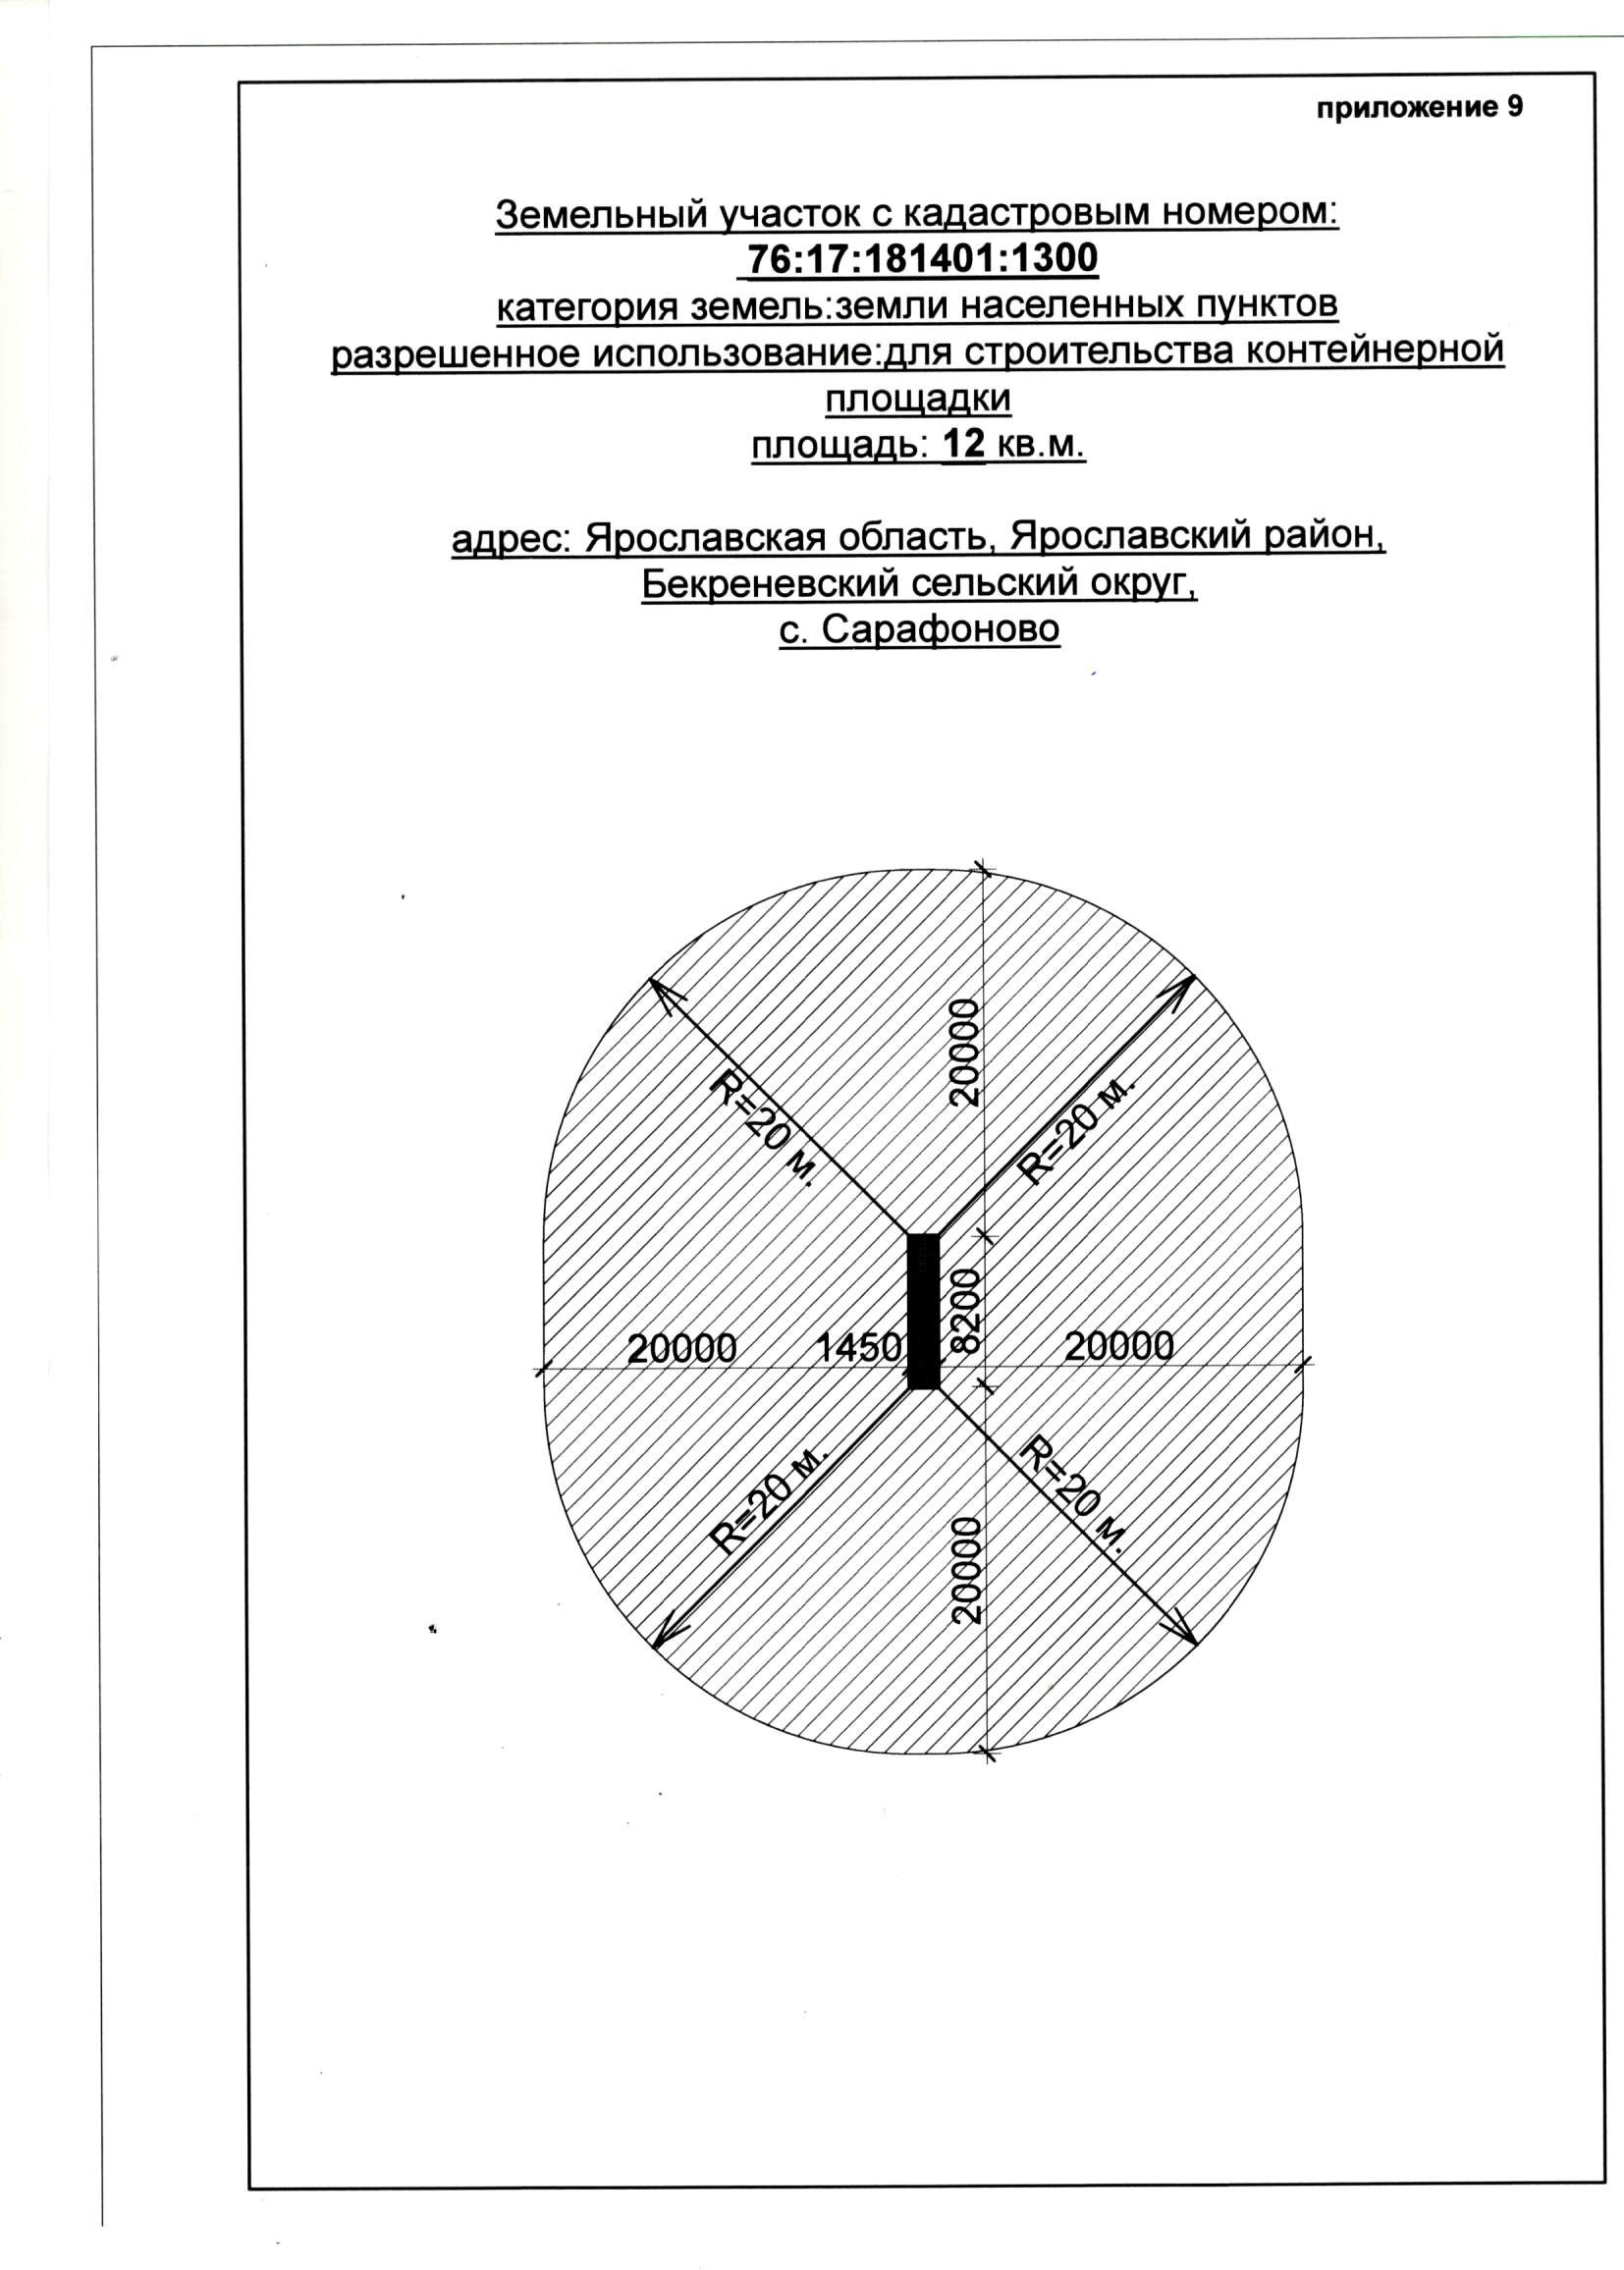 приложение 9
Земельный участок с кадастровым номером:
76:17:181401:1300
категория земель:земли населенных пунктов
разрешенное использование:для строительства контейнерной
площадки
площадь: 12 кв.м.
адрес: Ярославская область, Ярославский район,
Бекреневский сельский округ,
с. Сарафоново
20000
R=20 м.
R=20 м.
8200
20000
1450
20000
R=20 м.
R=20 м.
20000